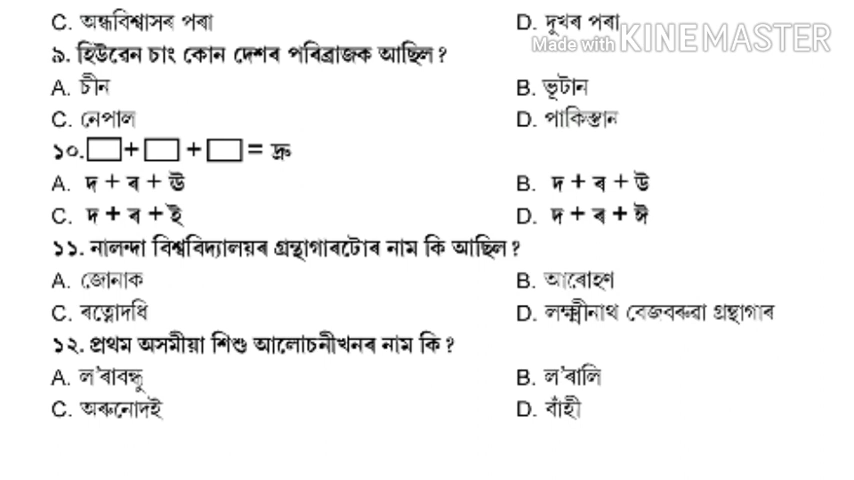 C. অন্ধবিশ্বাসৰ পৰা D. দুখৰ পৰা
Made with KINEMASTER
৯. হিউৱেন চাং কোন দেশৰ পৰিব্ৰাজক আছিল?
A. চীন B. ভূটান
C. নেপাল D. পাকিস্তান
১০. □ + □ + □ = দ্ৰু
A. দ + ৰ + ঊ B. দ + ৰ + উ
C. দ + ৰ + ই D. দ + ৰ + ঈ
১১. নালন্দা বিশ্ববিদ্যালয়ৰ গ্ৰন্থাগাৰটোৰ নাম কি আছিল?
A. জোনাক B. আৰোহণ
C. ৰত্নোদধি D. লক্ষ্মীনাথ বেজবৰুৱা গ্ৰন্থাগাৰ
১২. প্ৰথম অসমীয়া শিশু আলোচনীখনৰ নাম কি?
A. ল'ৰাবন্ধু B. ল'ৰালি
C. অৰুনোদই D. বাঁহী